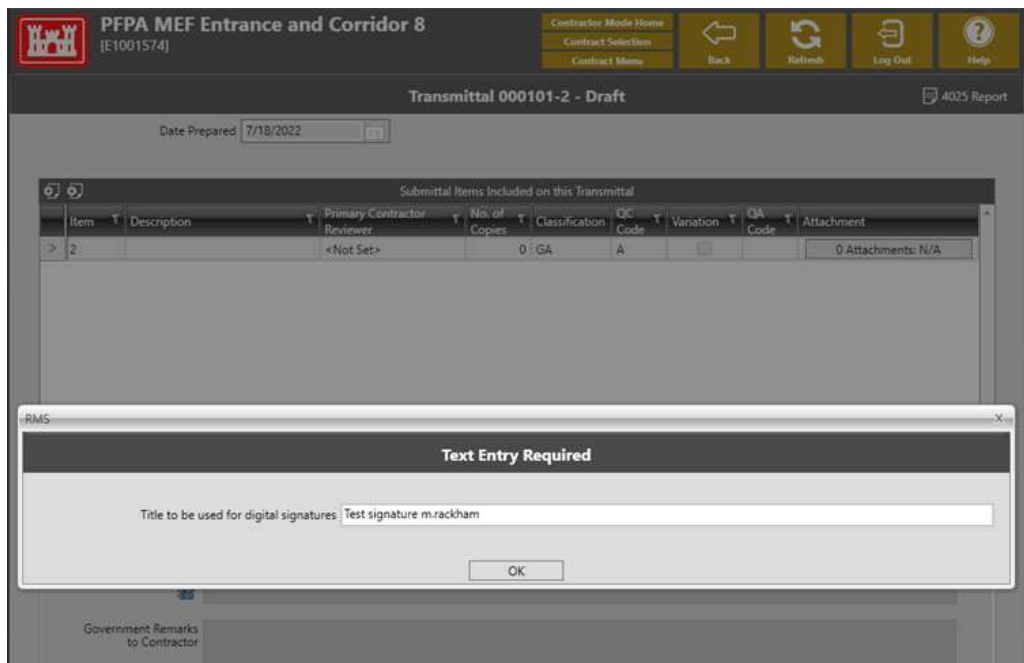 PFPA MEF Entrance and Corridor 8
[E1001574]
Contractor Mode Home
Contract Selection
Contract Menu
Back
Refresh
Log Out
Help
Transmittal 000101-2 - Draft
4025 Report
Date Prepared 7/18/2022
Submittal Items Included on this Transmittal
Item Description Primary Contractor Reviewer No. of Copies Classification QC Code Variation QA Code Attachment
> 2 <Not Set> 0 GA A 0 Attachments: N/A
RMS X
Text Entry Required
Title to be used for digital signatures Test signature m.rackham
OK
Government Remarks
to Contractor